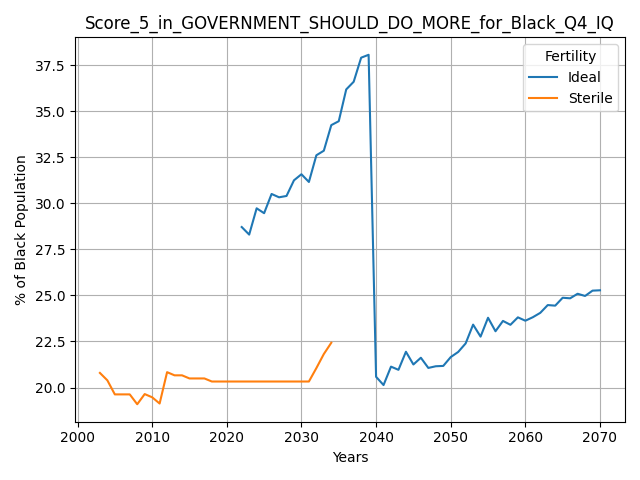 Score_5_in_GOVERNMENT_SHOULD_DO_MORE_for_Black_Q4_IQ
Fertility
Ideal
Sterile
% of Black Population
37.5
35.0
32.5
30.0
27.5
25.0
22.5
20.0
2000 2010 2020 2030 2040 2050 2060 2070
Years